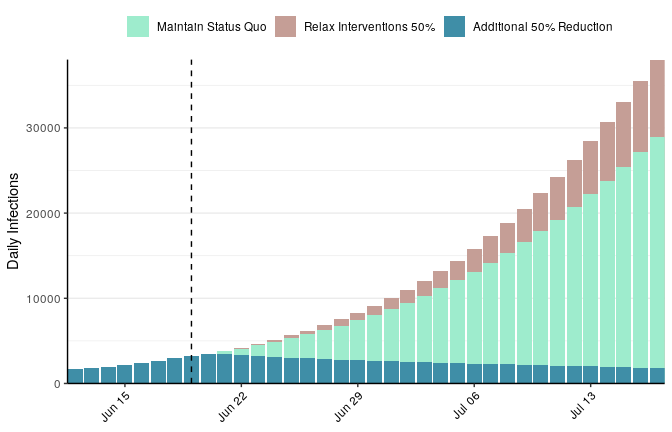 Maintain Status Quo Relax Interventions 50% Additional 50% Reduction
Daily Infections
30000
20000
10000
0
Jun 15 Jun 22 Jun 29 Jul 06 Jul 13